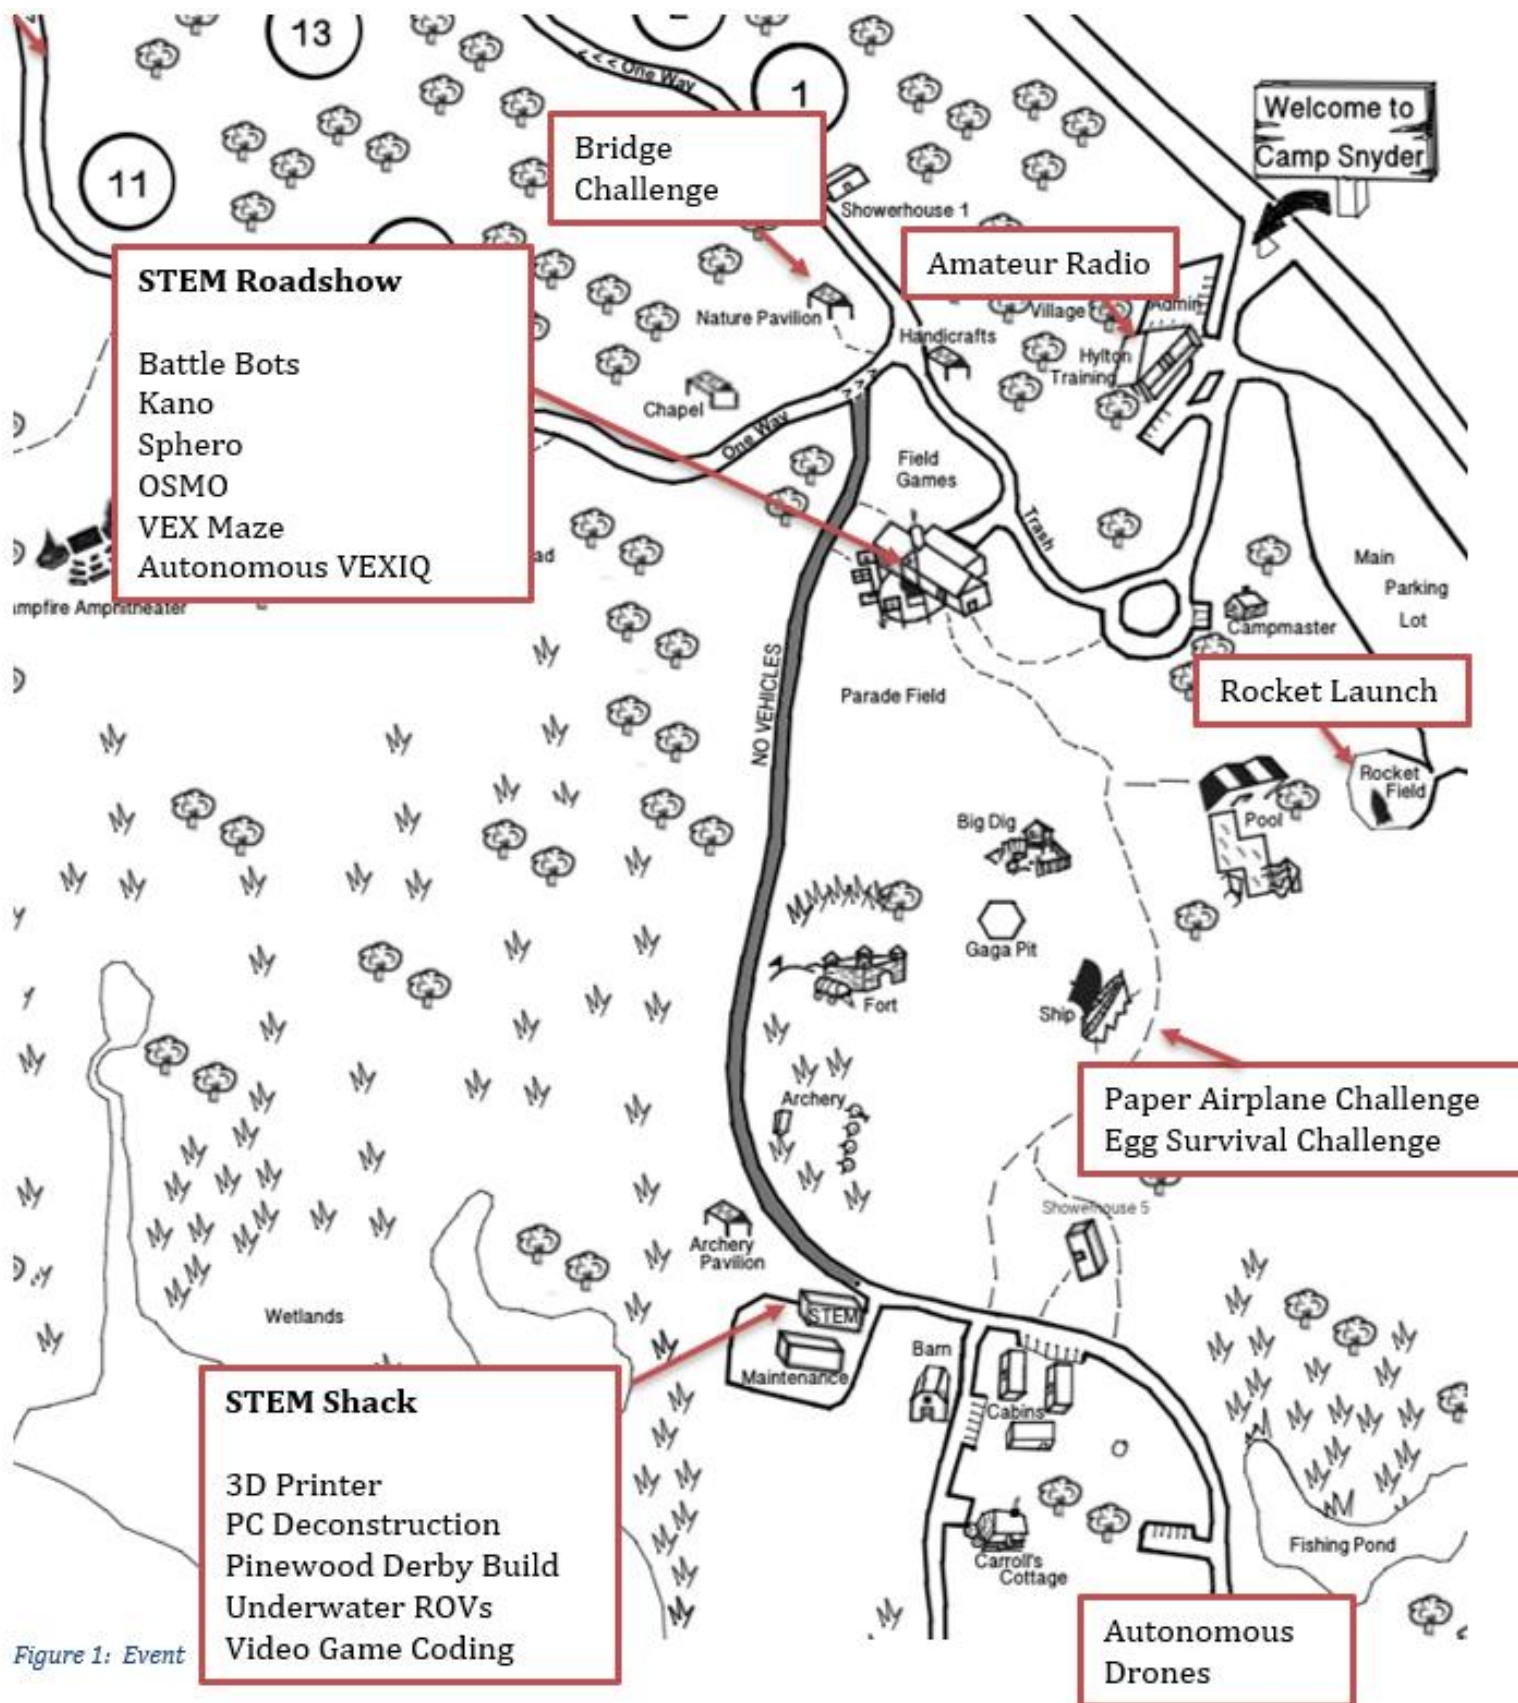 13
< < < One Way
1
11
Welcome to
Camp Snyder
Bridge
Challenge
Showerhouse 1
Amateur Radio
STEM Roadshow
Battle Bots
Kano
Sphero
OSMO
VEX Maze
Autonomous VEXIQ
Nature Pavilion
Village
Admin
Handicrafts
Hylton
Training
Chapel
One Way
> > >
Field
Games
Trash
Main
Parking
Lot
Campmaster
mpfire Amphitheater
ad
NO VEHICLES
Parade Field
Rocket Launch
Rocket
Field
Pool
Big Dig
Gaga Pit
Fort
Ship
Paper Airplane Challenge
Egg Survival Challenge
Archery
Showerhouse 5
Archery
Pavilion
Wetlands
STEM
Maintenance
Barn
Cabins
STEM Shack
3D Printer
PC Deconstruction
Pinewood Derby Build
Underwater ROVs
Video Game Coding
Carroll's
Cottage
Fishing Pond
Autonomous
Drones
Figure 1: Event